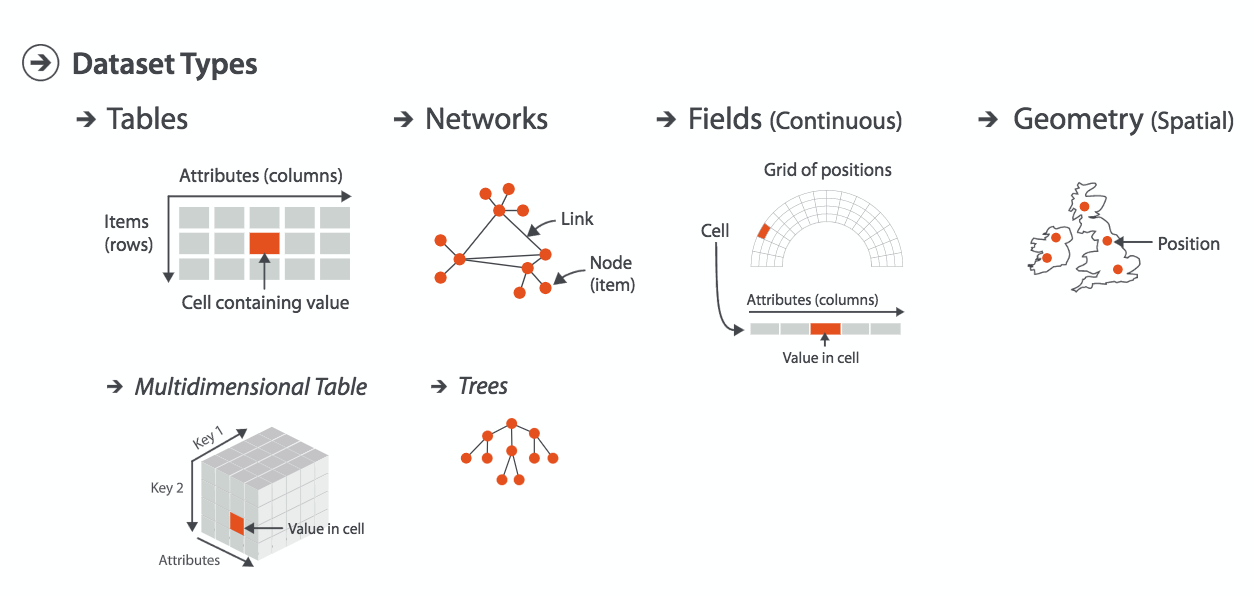 Dataset Types
Tables
Attributes (columns)
Items
(rows)
Cell containing value
Multidimensional Table
Key 1
Key 2
Value in cell
Attributes
Networks
Link
Node
(item)
Trees
Fields (Continuous)
Grid of positions
Cell
Attributes (columns)
Value in cell
Geometry (Spatial)
Position